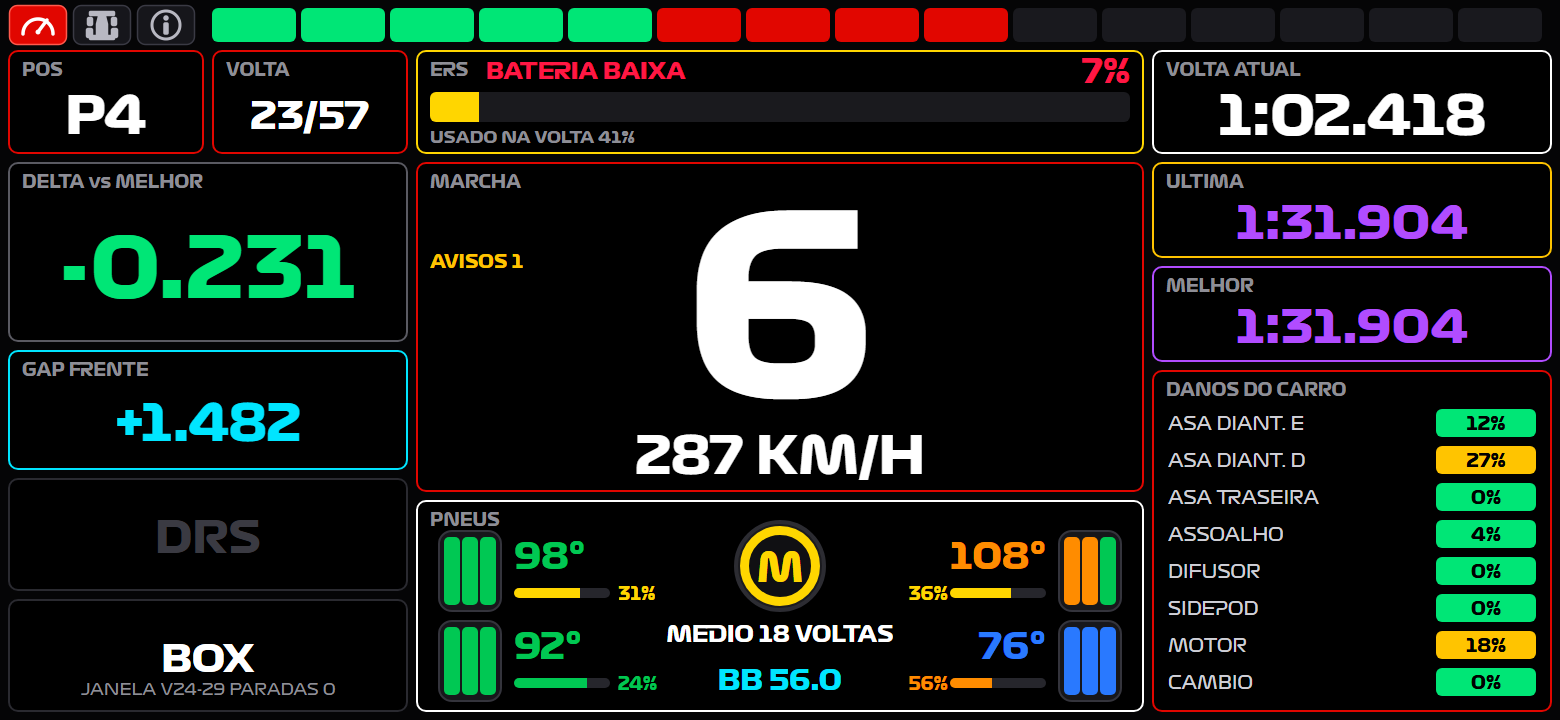 POS
P4
VOLTA
23/57
ERS BATERIA BAIXA 7%
USADO NA VOLTA 41%
VOLTA ATUAL
1:02.418
DELTA vs MELHOR
-0.231
MARCHA
AVISOS 1
6
287 KM/H
ULTIMA
1:31.904
MELHOR
1:31.904
GAP FRENTE
+1.482
DRS
BOX
JANELA V24-29 PARADAS 0
PNEUS
98° M 108°
31% 36%
MEDIO 18 VOLTAS
92° 76°
BB 56.0
24% 56%
DANOS DO CARRO
ASA DIANT. E 12%
ASA DIANT. D 27%
ASA TRASEIRA 0%
ASSOALHO 4%
DIFUSOR 0%
SIDEPOD 0%
MOTOR 18%
CAMBIO 0%